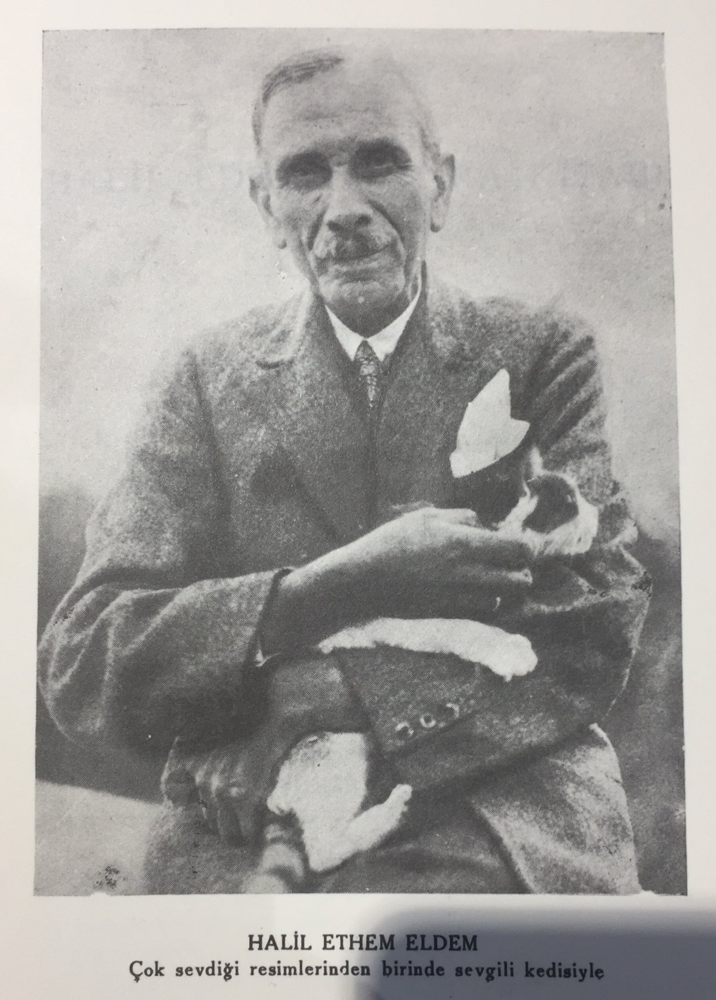 HALİL ETHEM ELDEM
Çok sevdiği resimlerinden birinde sevgili kedisiyle